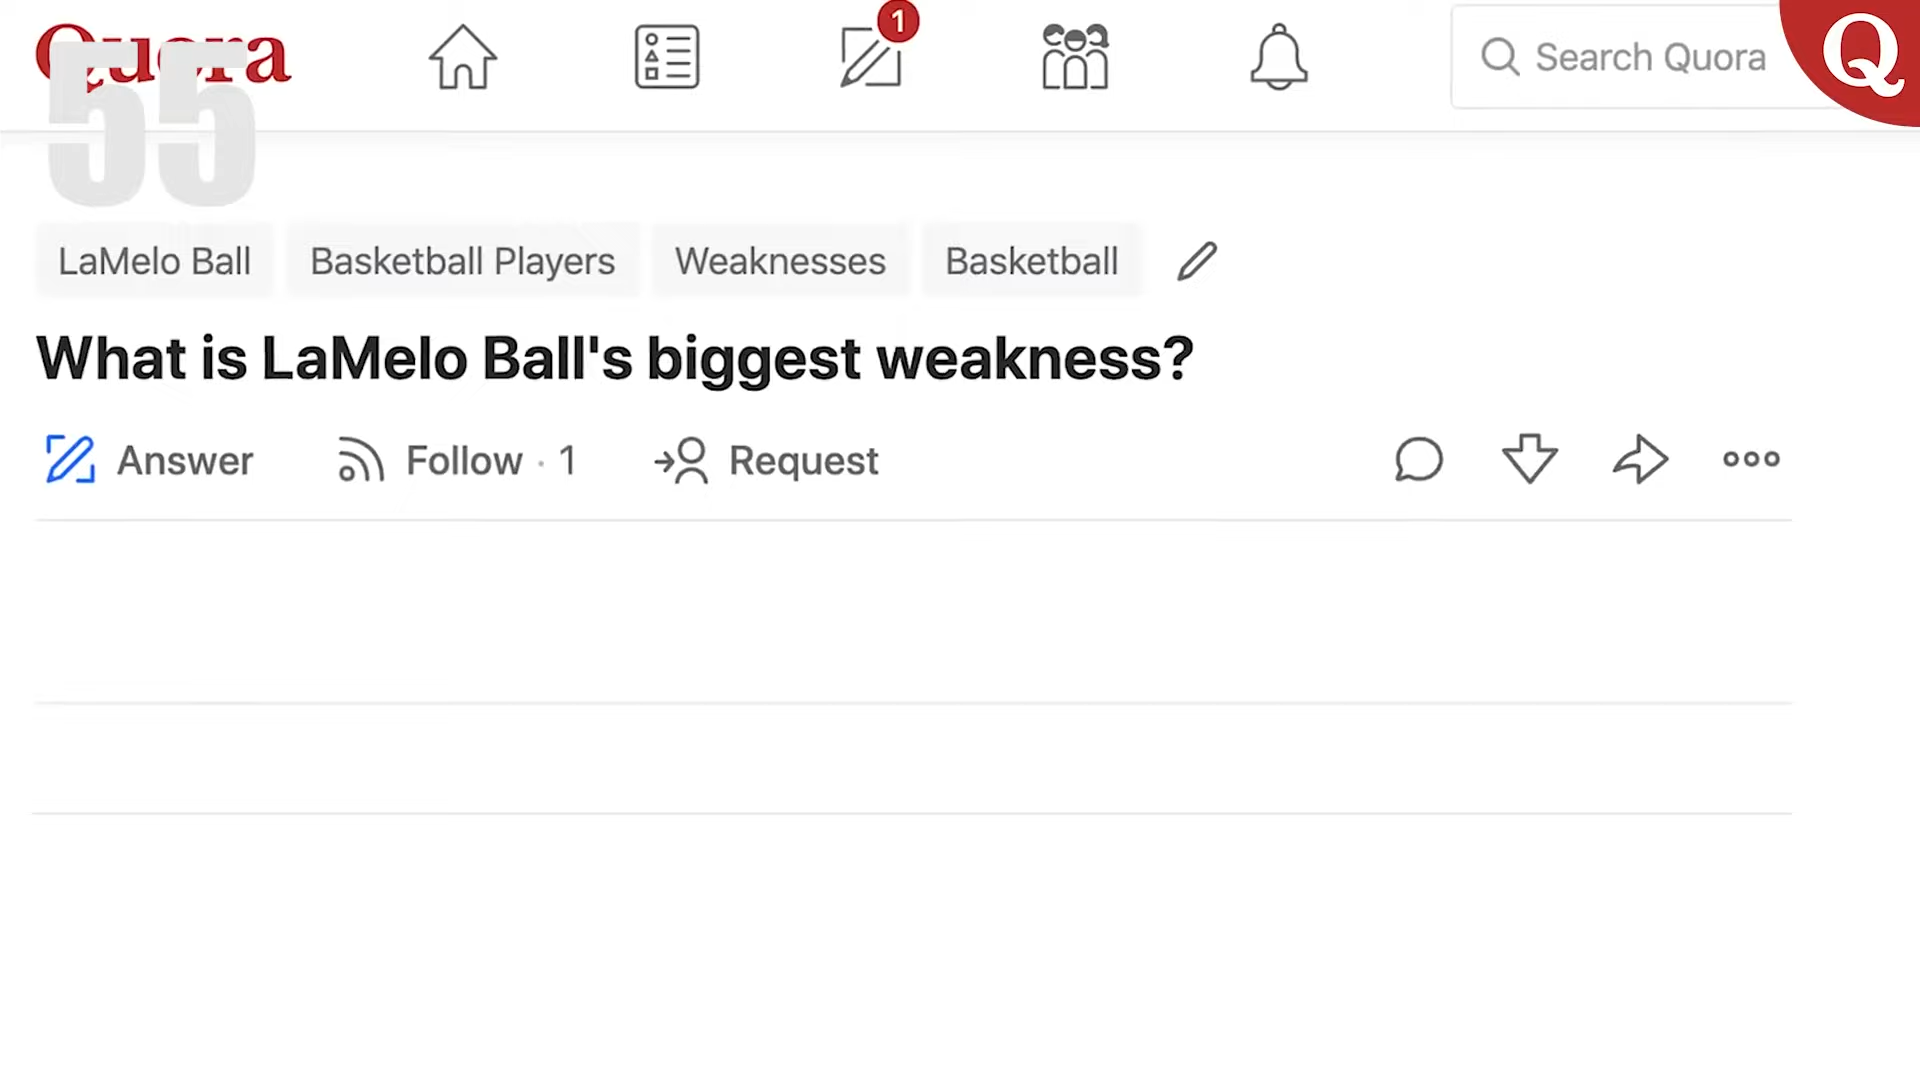 Quora
55
1
Search Quora
Q
LaMelo Ball Basketball Players Weaknesses Basketball
What is LaMelo Ball's biggest weakness?
Answer Follow · 1 Request